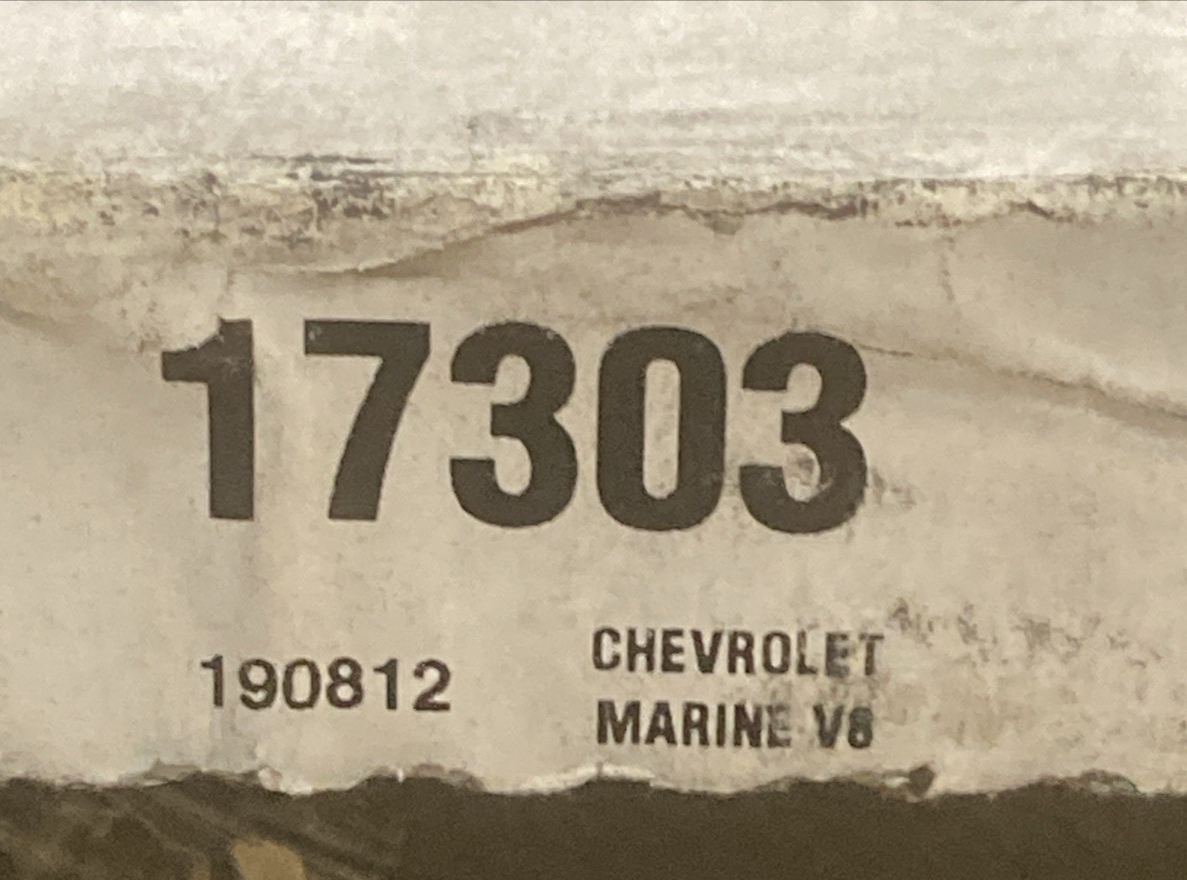 17303
190812
CHEVROLET
MARINE V8